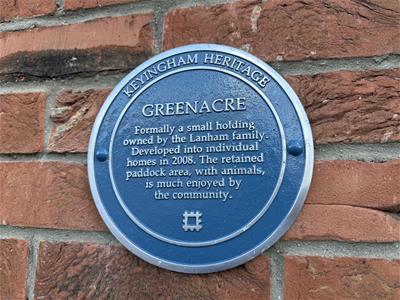 KEYINGHAM HERITAGE
GREENACRE
Formally a small holding
owned by the Lanham family.
Developed into individual
homes in 2008. The retained
paddock area, with animals,
is much enjoyed by
the community.